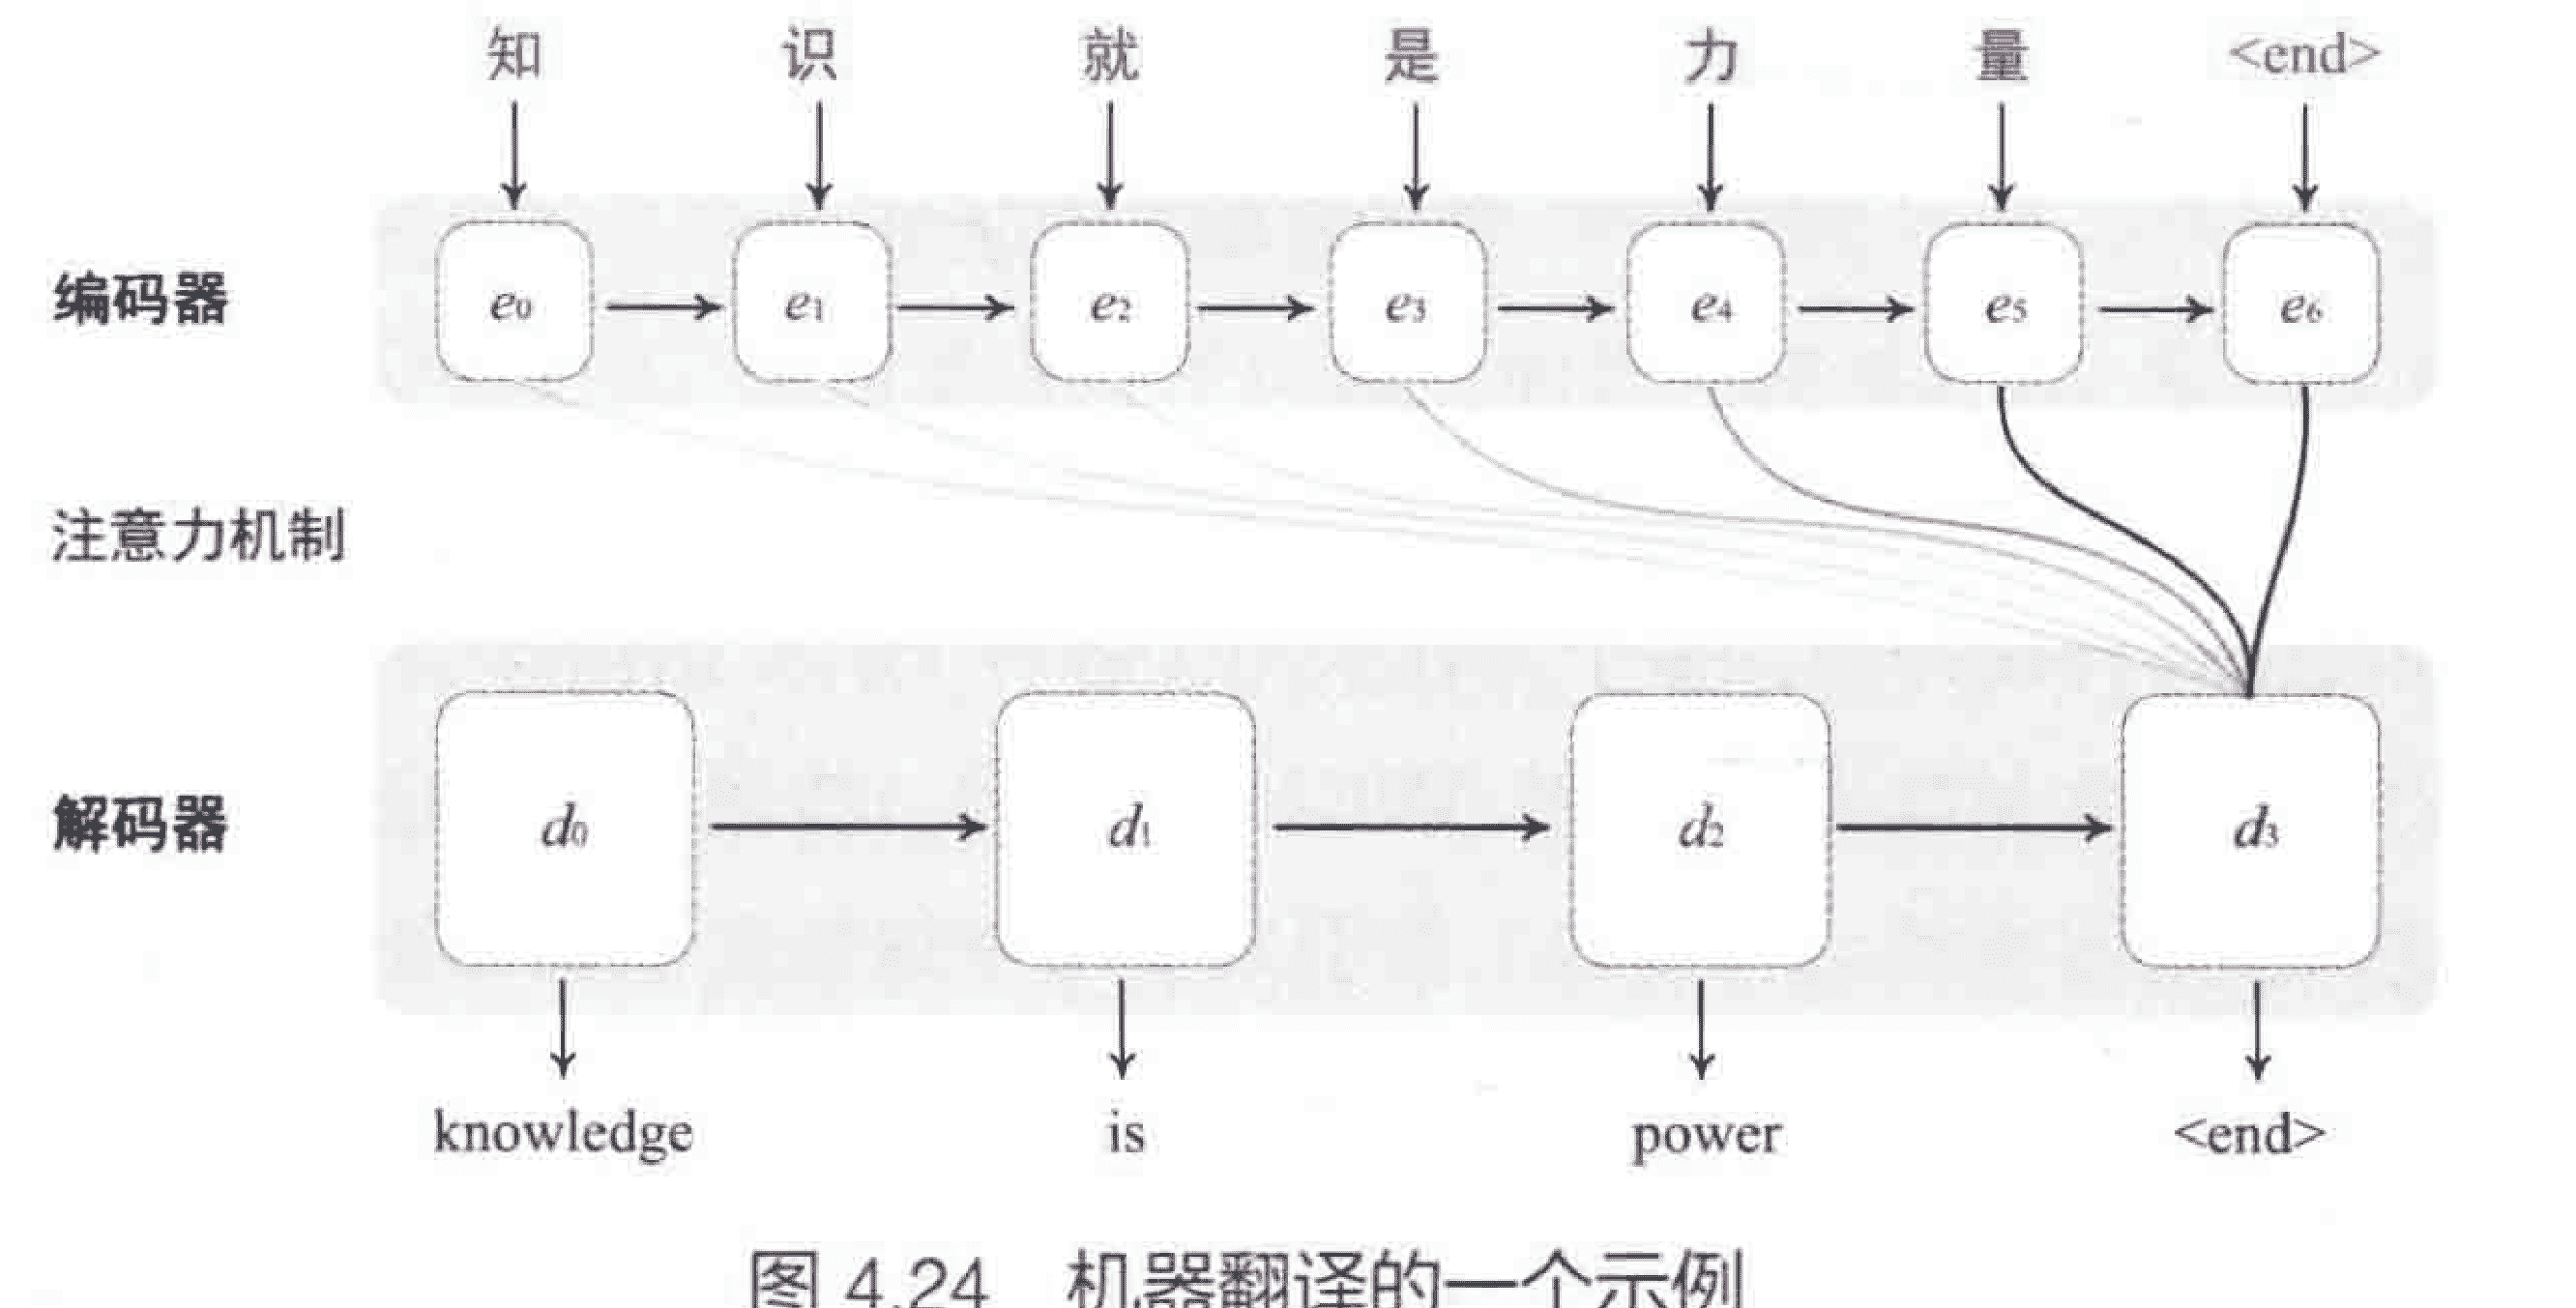 知 识 就 是 力 量 <end>
编码器 e0 e1 e2 e3 e4 e5 e6
注意力机制
解码器 d0 d1 d2 d3
knowledge is power <end>
图 4.24 机器翻译的一个示例